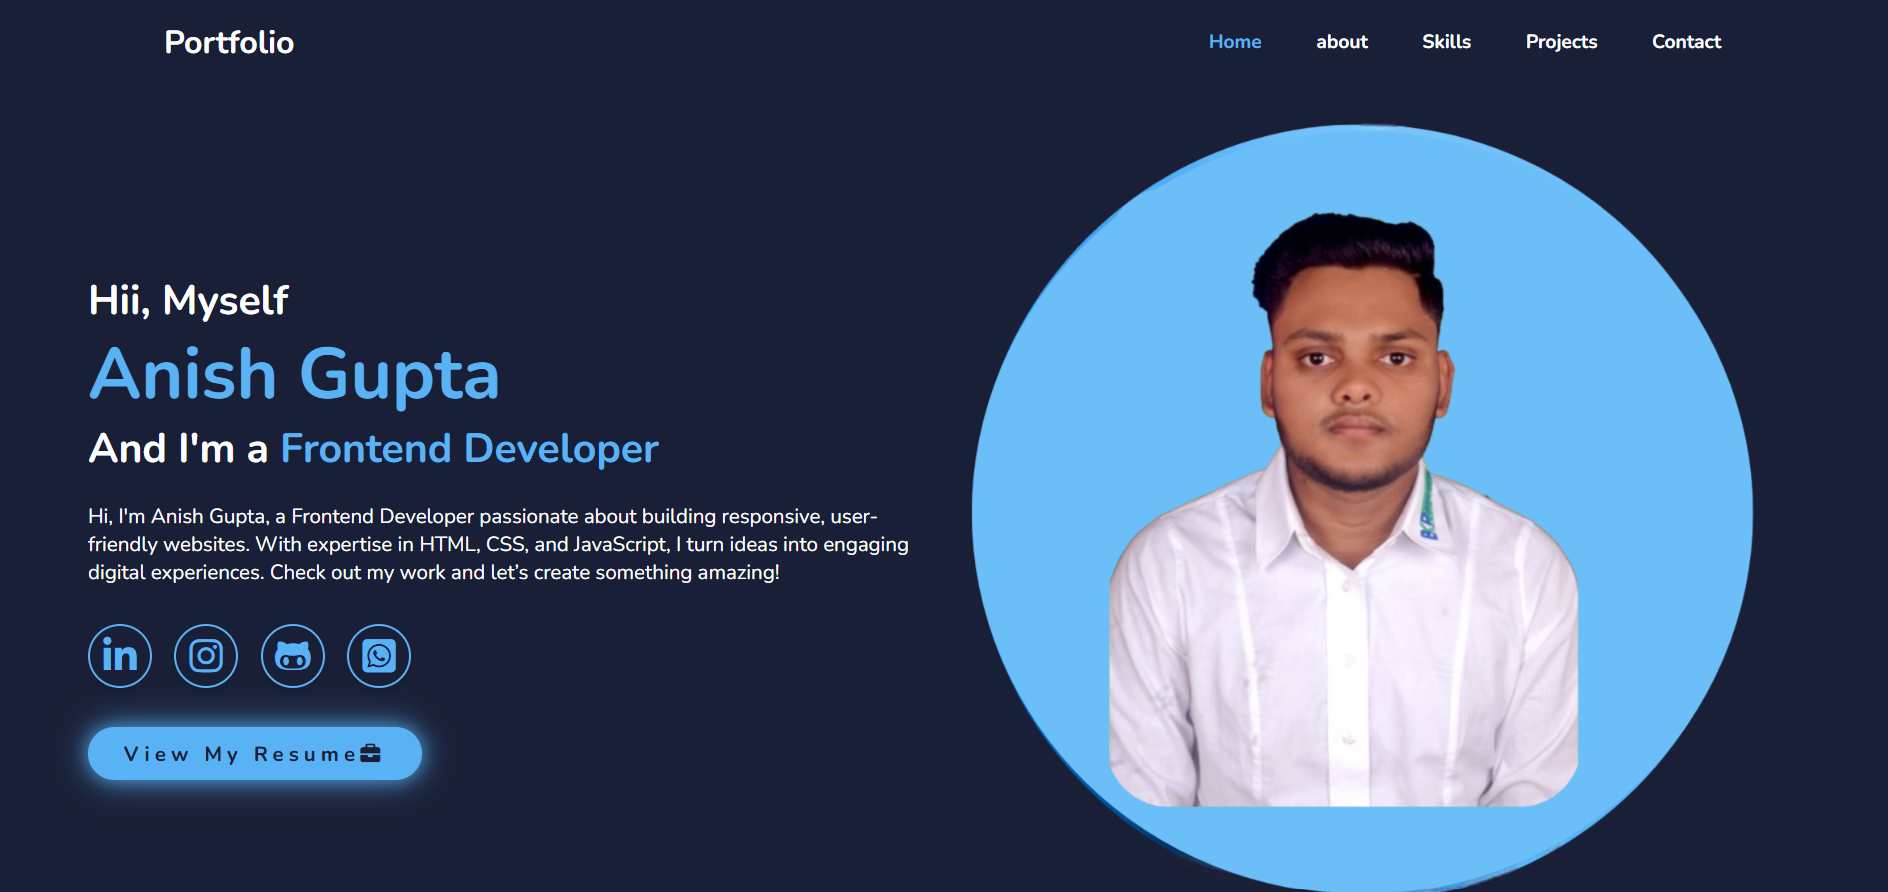 Portfolio
Home about Skills Projects Contact
Hii, Myself
Anish Gupta
And I'm a Frontend Developer
Hi, I'm Anish Gupta, a Frontend Developer passionate about building responsive, user-
friendly websites. With expertise in HTML, CSS, and JavaScript, I turn ideas into engaging
digital experiences. Check out my work and let’s create something amazing!
in
View My Resume